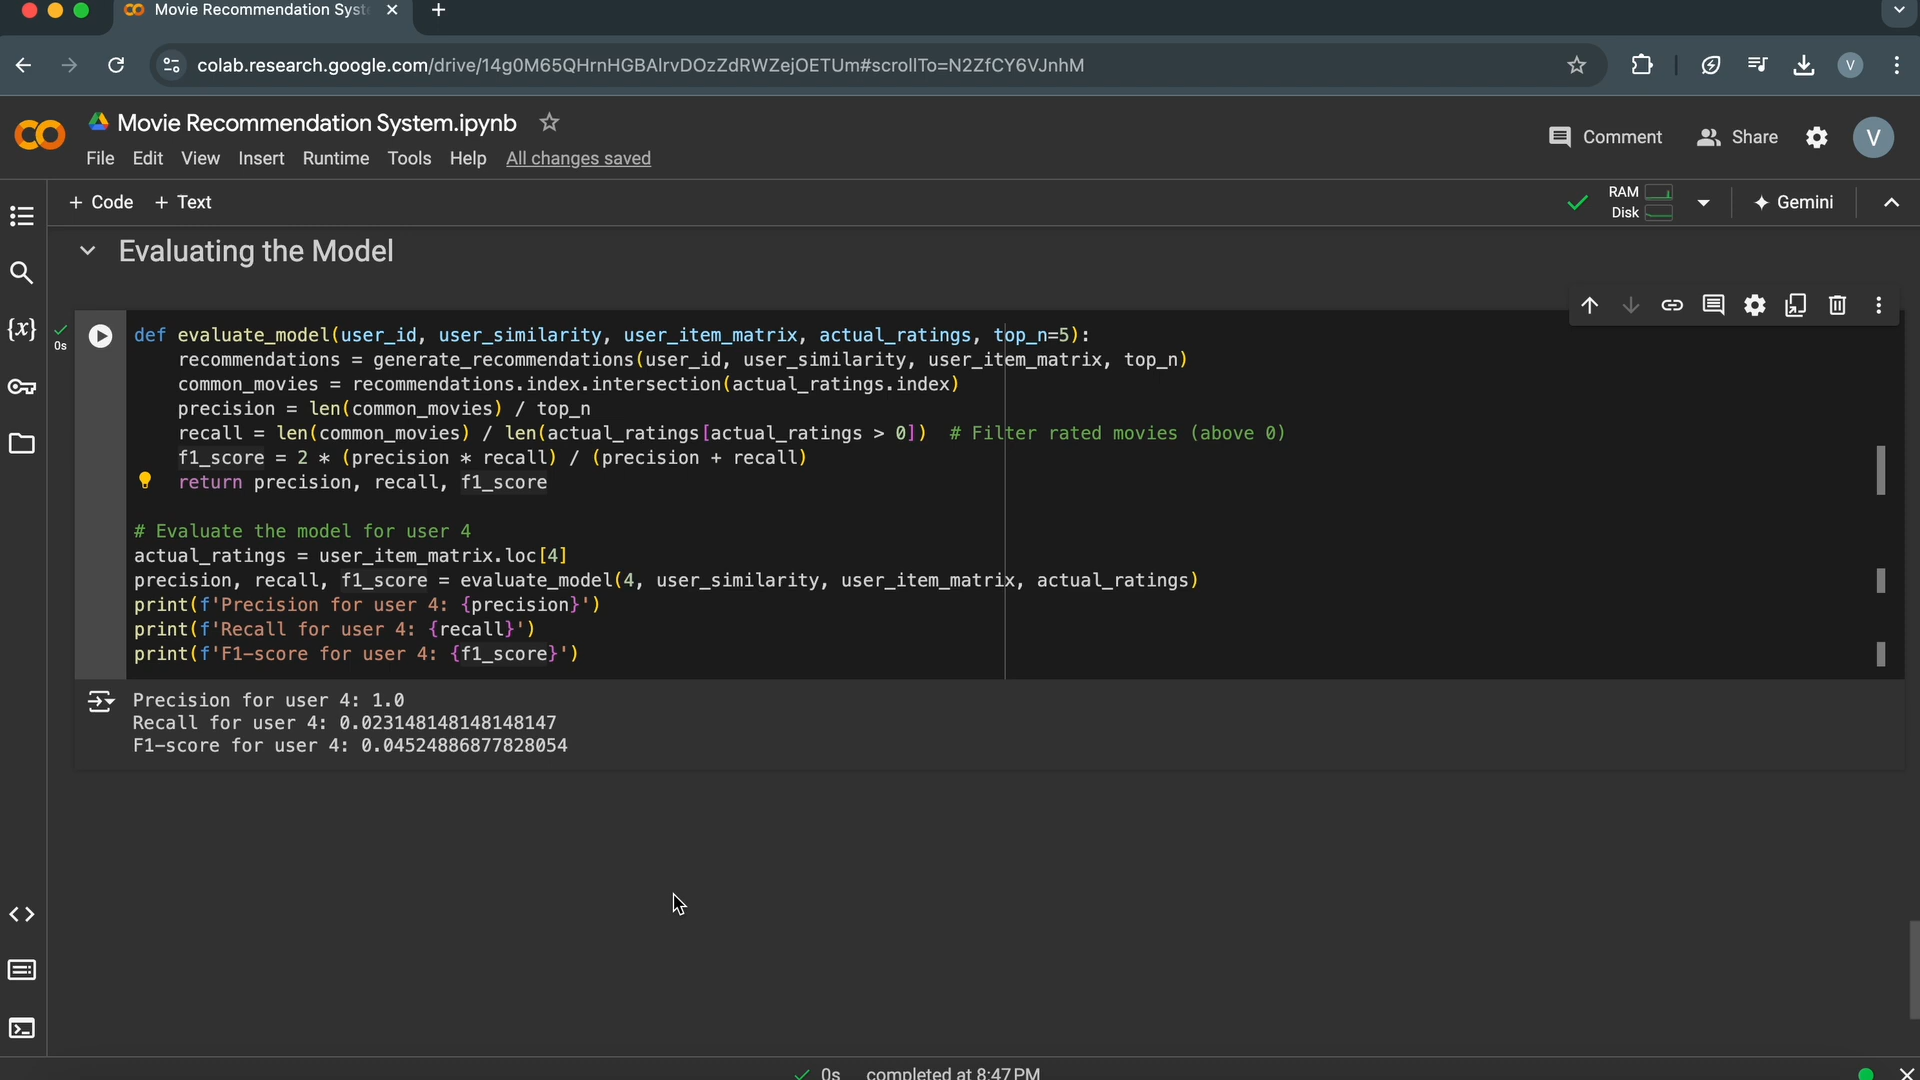 Movie Recommendation Syst
colab.research.google.com/drive/14g0M65QHrnHGBAIrvDOzZdRWZejOETUm#scrollTo=N2ZfCY6VJnhM
V
Movie Recommendation System.ipynb
Comment
Share
V
File Edit View Insert Runtime Tools Help All changes saved
+ Code + Text
RAM
Disk
Gemini
Evaluating the Model
{x}
0s
def evaluate_model(user_id, user_similarity, user_item_matrix, actual_ratings, top_n=5):
recommendations = generate_recommendations(user_id, user_similarity, user_item_matrix, top_n)
common_movies = recommendations.index.intersection(actual_ratings.index)
precision = len(common_movies) / top_n
recall = len(common_movies) / len(actual_ratings[actual_ratings > 0]) # Filter rated movies (above 0)
f1_score = 2 * (precision * recall) / (precision + recall)
return precision, recall, f1_score
# Evaluate the model for user 4
actual_ratings = user_item_matrix.loc[4]
precision, recall, f1_score = evaluate_model(4, user_similarity, user_item_matrix, actual_ratings)
print(f'Precision for user 4: {precision}')
print(f'Recall for user 4: {recall}')
print(f'F1-score for user 4: {f1_score}')
Precision for user 4: 1.0
Recall for user 4: 0.023148148148148147
F1-score for user 4: 0.04524886877828054
0s completed at 8:47 PM